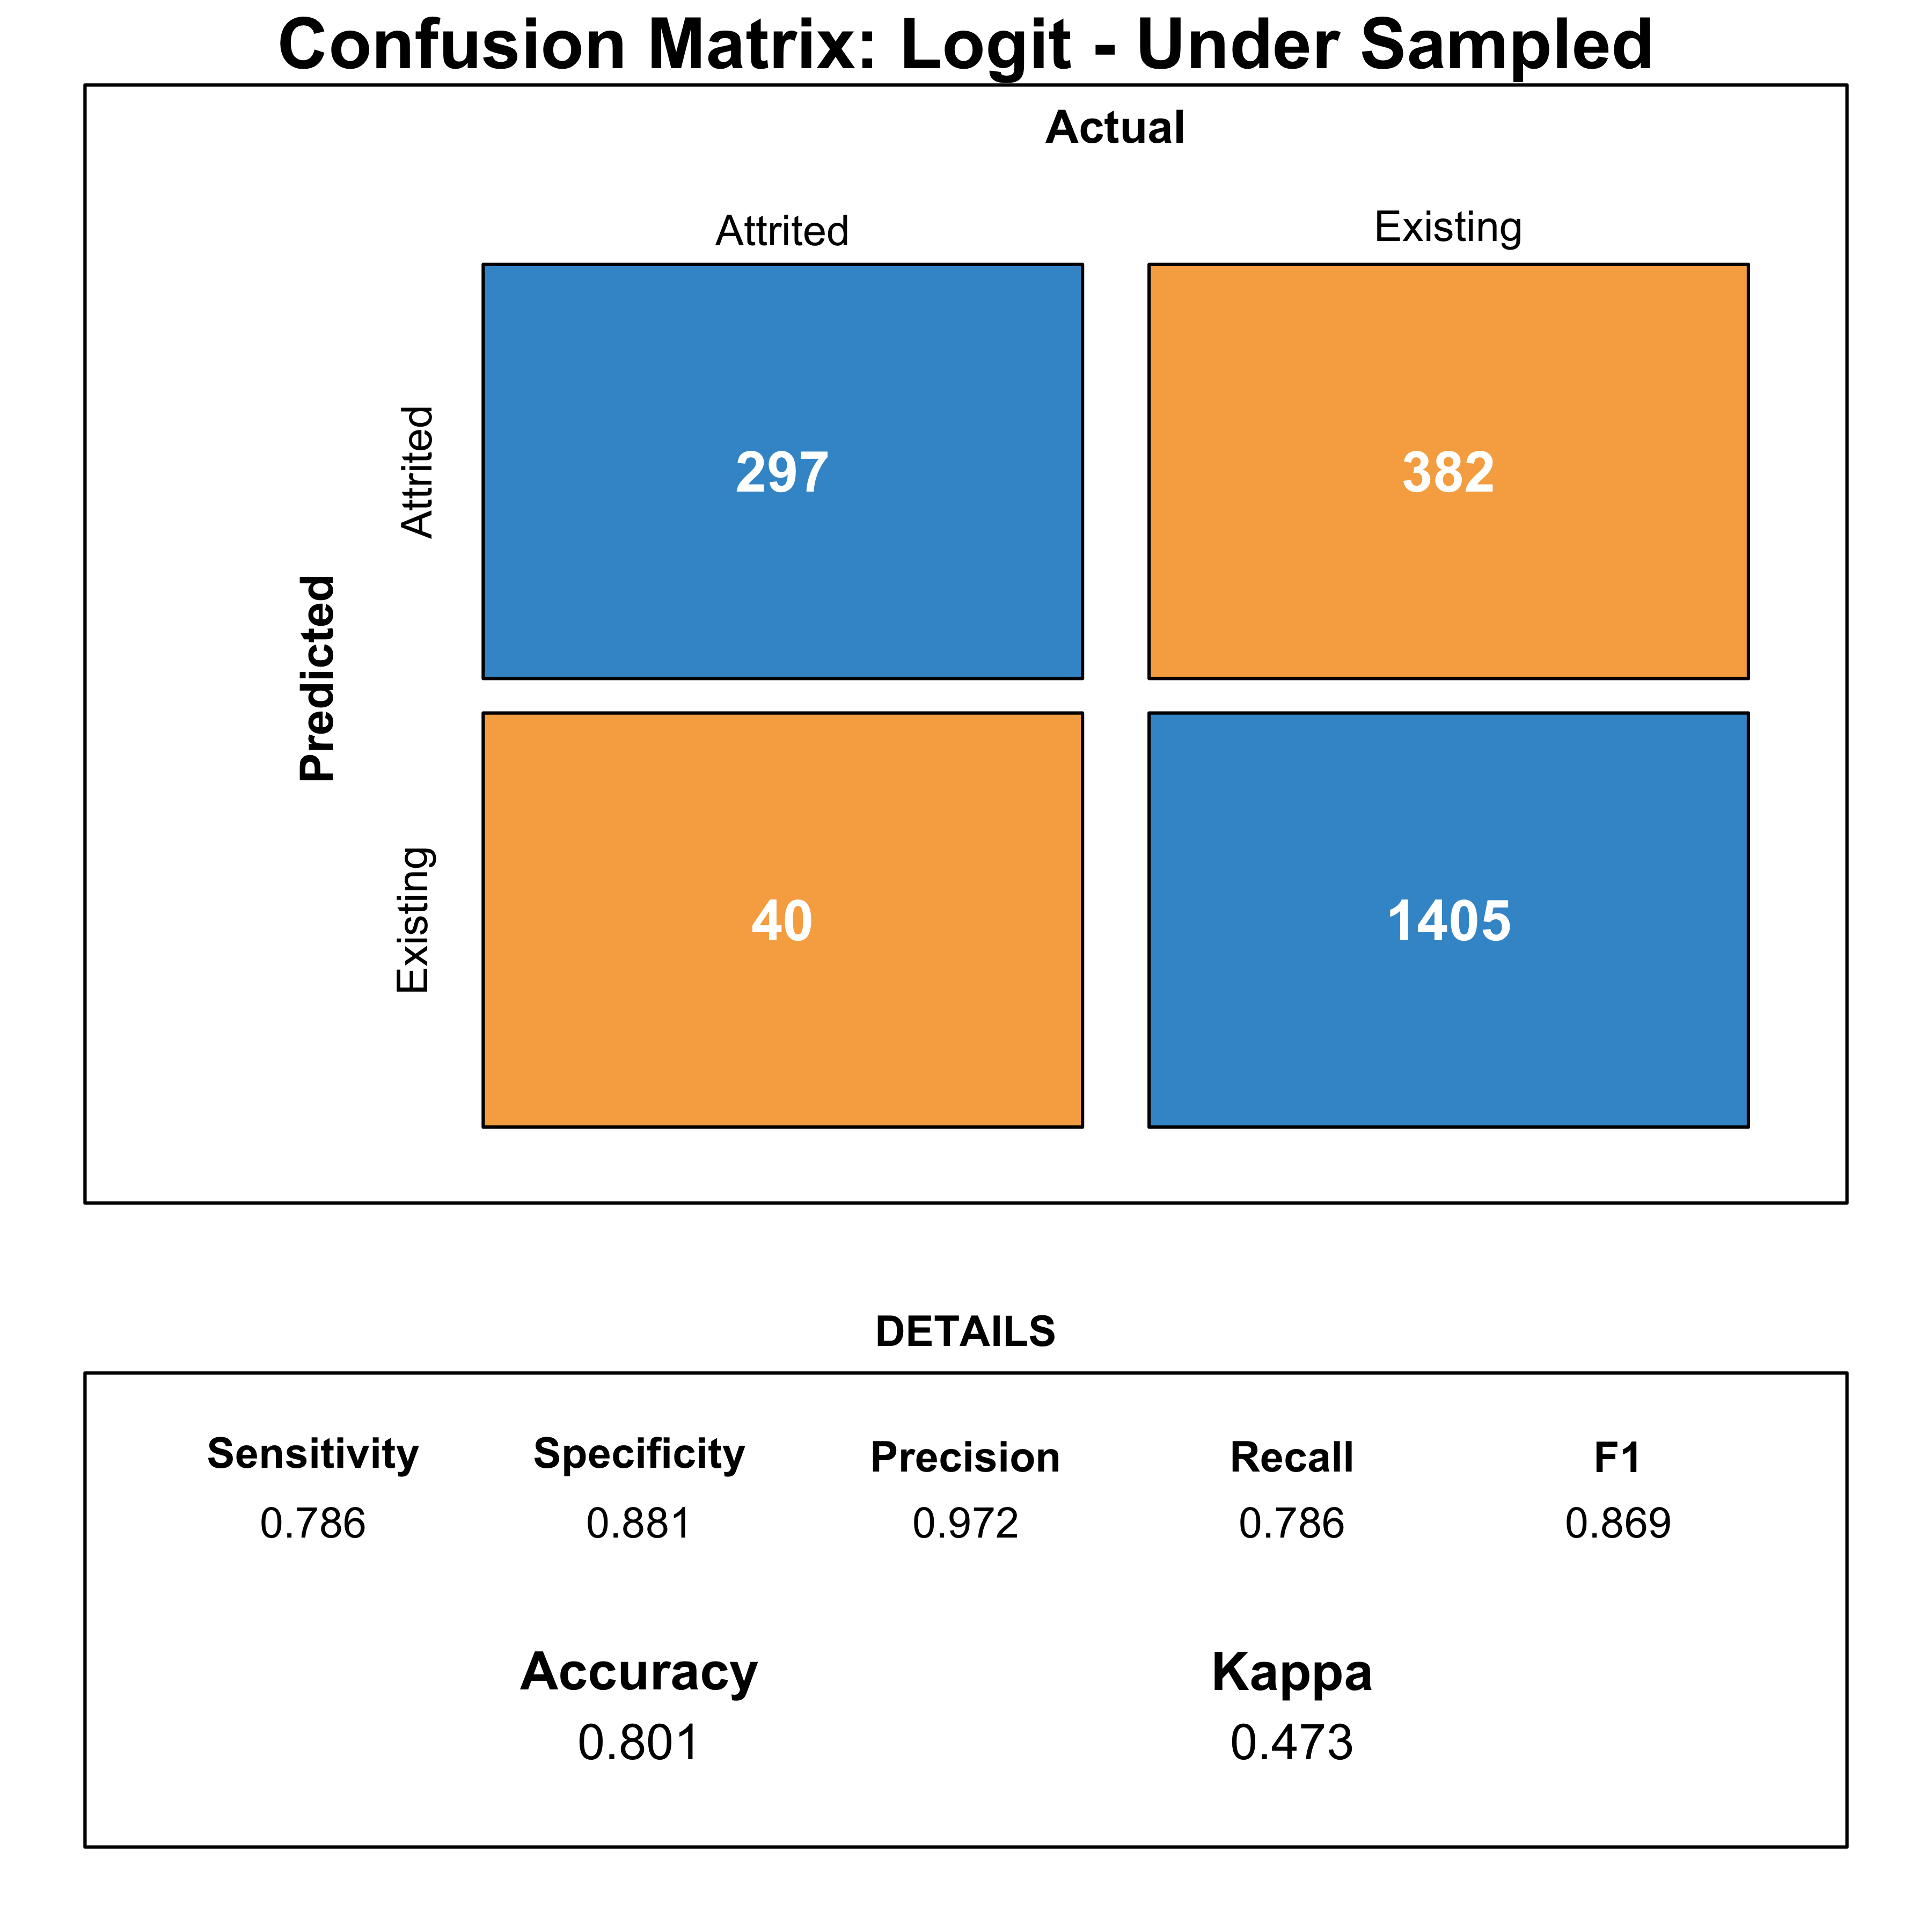 Confusion Matrix: Logit - Under Sampled
Actual
Attrited Existing
Predicted
Attrited
297 382
Existing
40 1405
DETAILS
Sensitivity Specificity Precision Recall F1
0.786 0.881 0.972 0.786 0.869
Accuracy Kappa
0.801 0.473